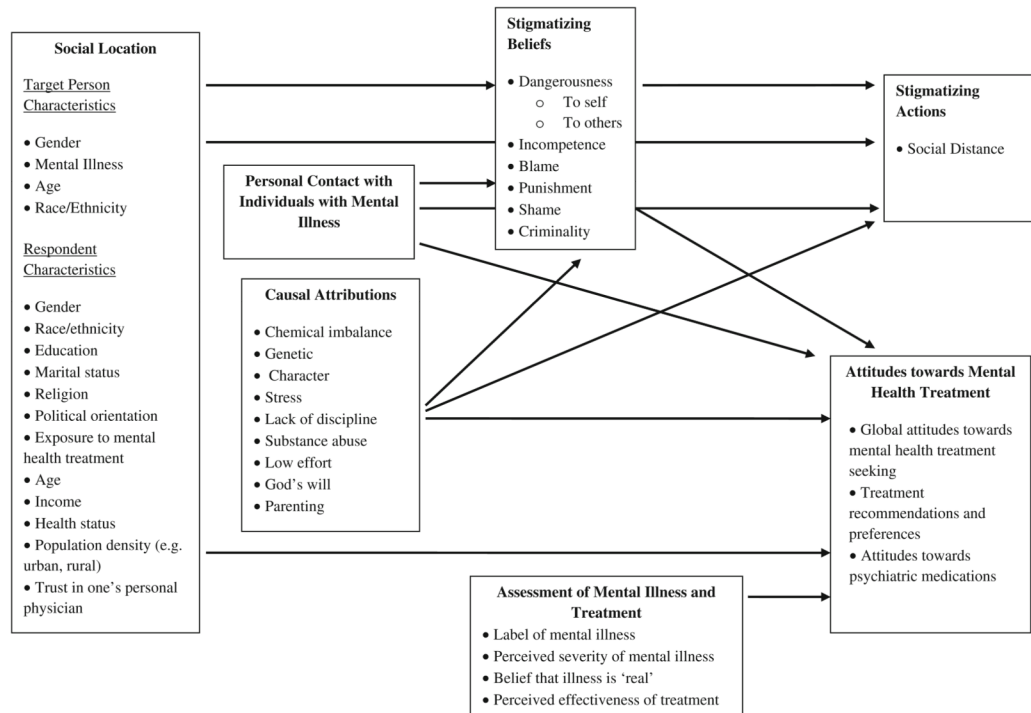 Social Location
Target Person
Characteristics
• Gender
• Mental Illness
• Age
• Race/Ethnicity
Respondent
Characteristics
• Gender
• Race/ethnicity
• Education
• Marital status
• Religion
• Political orientation
• Exposure to mental
health treatment
• Age
• Income
• Health status
• Population density (e.g.
urban, rural)
• Trust in one's personal
physician
Personal Contact with
Individuals with Mental
Illness
Causal Attributions
• Chemical imbalance
• Genetic
• Character
• Stress
• Lack of discipline
• Substance abuse
• Low effort
• God's will
• Parenting
Stigmatizing
Beliefs
• Dangerousness
o To self
o To others
• Incompetence
• Blame
• Punishment
• Shame
• Criminality
Assessment of Mental Illness and
Treatment
• Label of mental illness
• Perceived severity of mental illness
• Belief that illness is 'real'
• Perceived effectiveness of treatment
Stigmatizing
Actions
• Social Distance
Attitudes towards Mental
Health Treatment
• Global attitudes towards
mental health treatment
seeking
• Treatment
recommendations and
preferences
• Attitudes towards
psychiatric medications